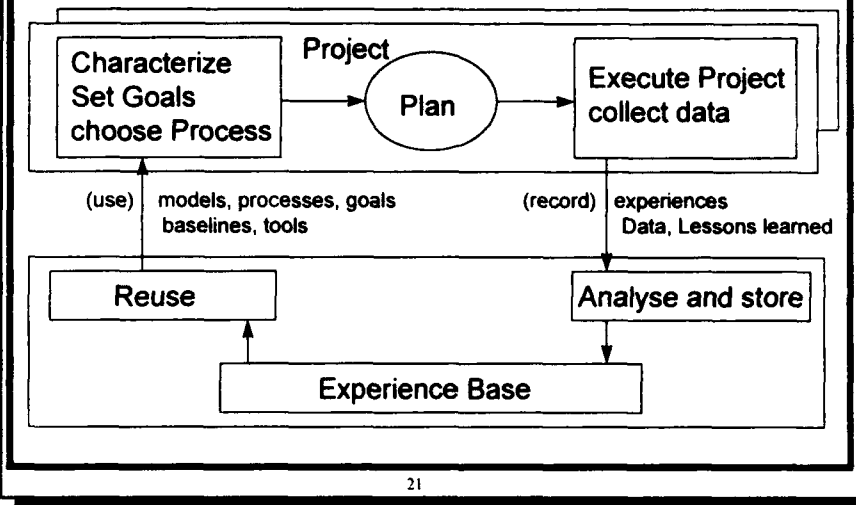 Project
Characterize
Set Goals
choose Process
Plan
Execute Project
collect data
(use) models, processes, goals
baselines, tools
(record) experiences
Data, Lessons learned
Reuse
Analyse and store
Experience Base
21